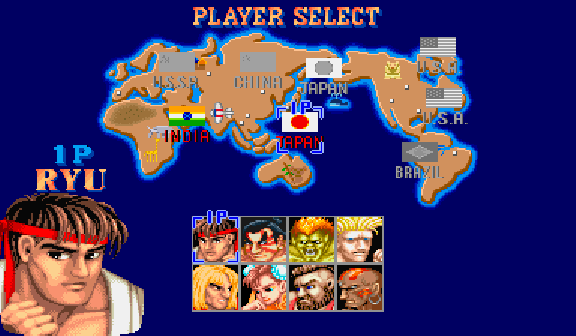 PLAYER SELECT
U.S.A.
U.S.S.R.
CHINA
JAPAN
1P
U.S.A.
INDIA
JAPAN
1P
RYU
BRAZIL
1P